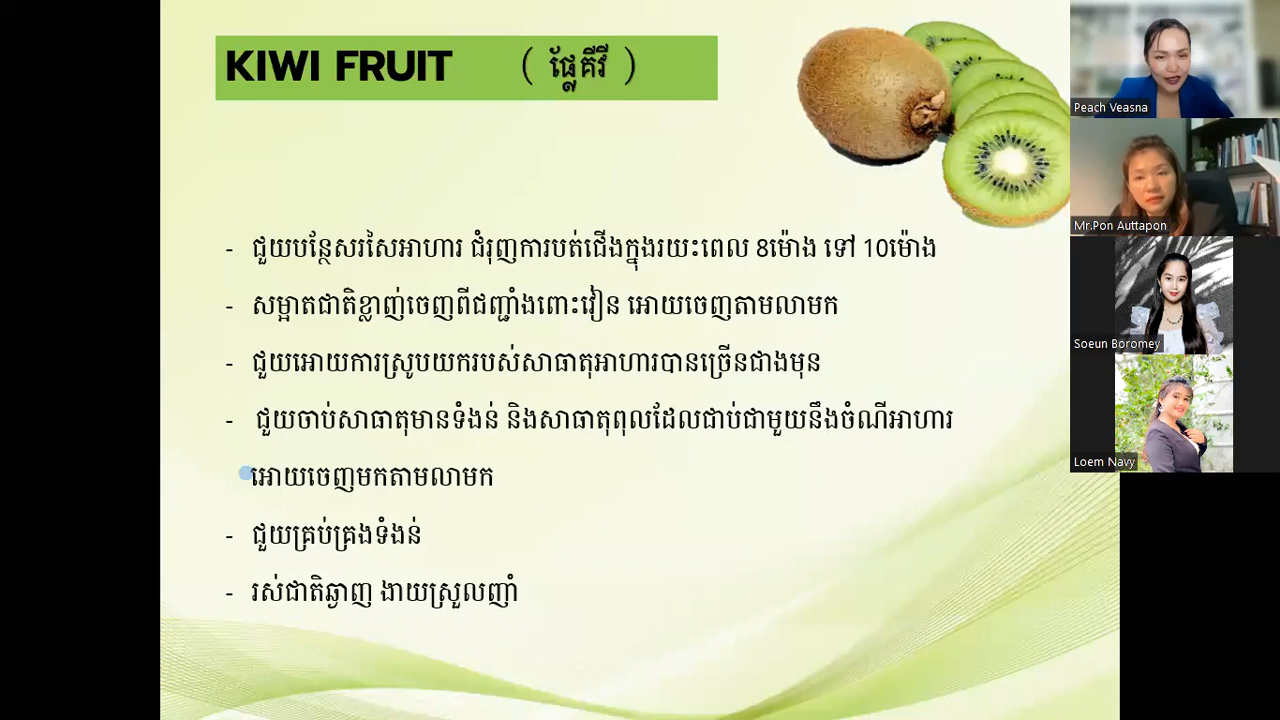 KIWI FRUIT ( ផ្លែគីវី )
- ជួយបន្ថែសរសៃអាហារ ជំរុញការបត់ជើងក្នុងរយះពេល 8ម៉ោង ទៅ 10ម៉ោង
- សម្អាតជាតិខ្លាញ់ចេញពីជញ្ជាំងពោះវៀន អោយចេញតាមលាមក
- ជួយអោយការស្រូបយករបស់សាធាតុអាហារបានច្រើនជាងមុន
- ជួយចាប់សាធាតុមានទំងន់ និងសាធាតុពុលដែលជាប់ជាមួយនឹងចំណីអាហារ
អោយចេញមកតាមលាមក
- ជួយគ្រប់គ្រងទំងន់
- រស់ជាតិឆ្ងាញ ងាយស្រួលញាំ
Peach Veasna
Mr.Pon Auttapon
Soeun Boromey
Loem Navy